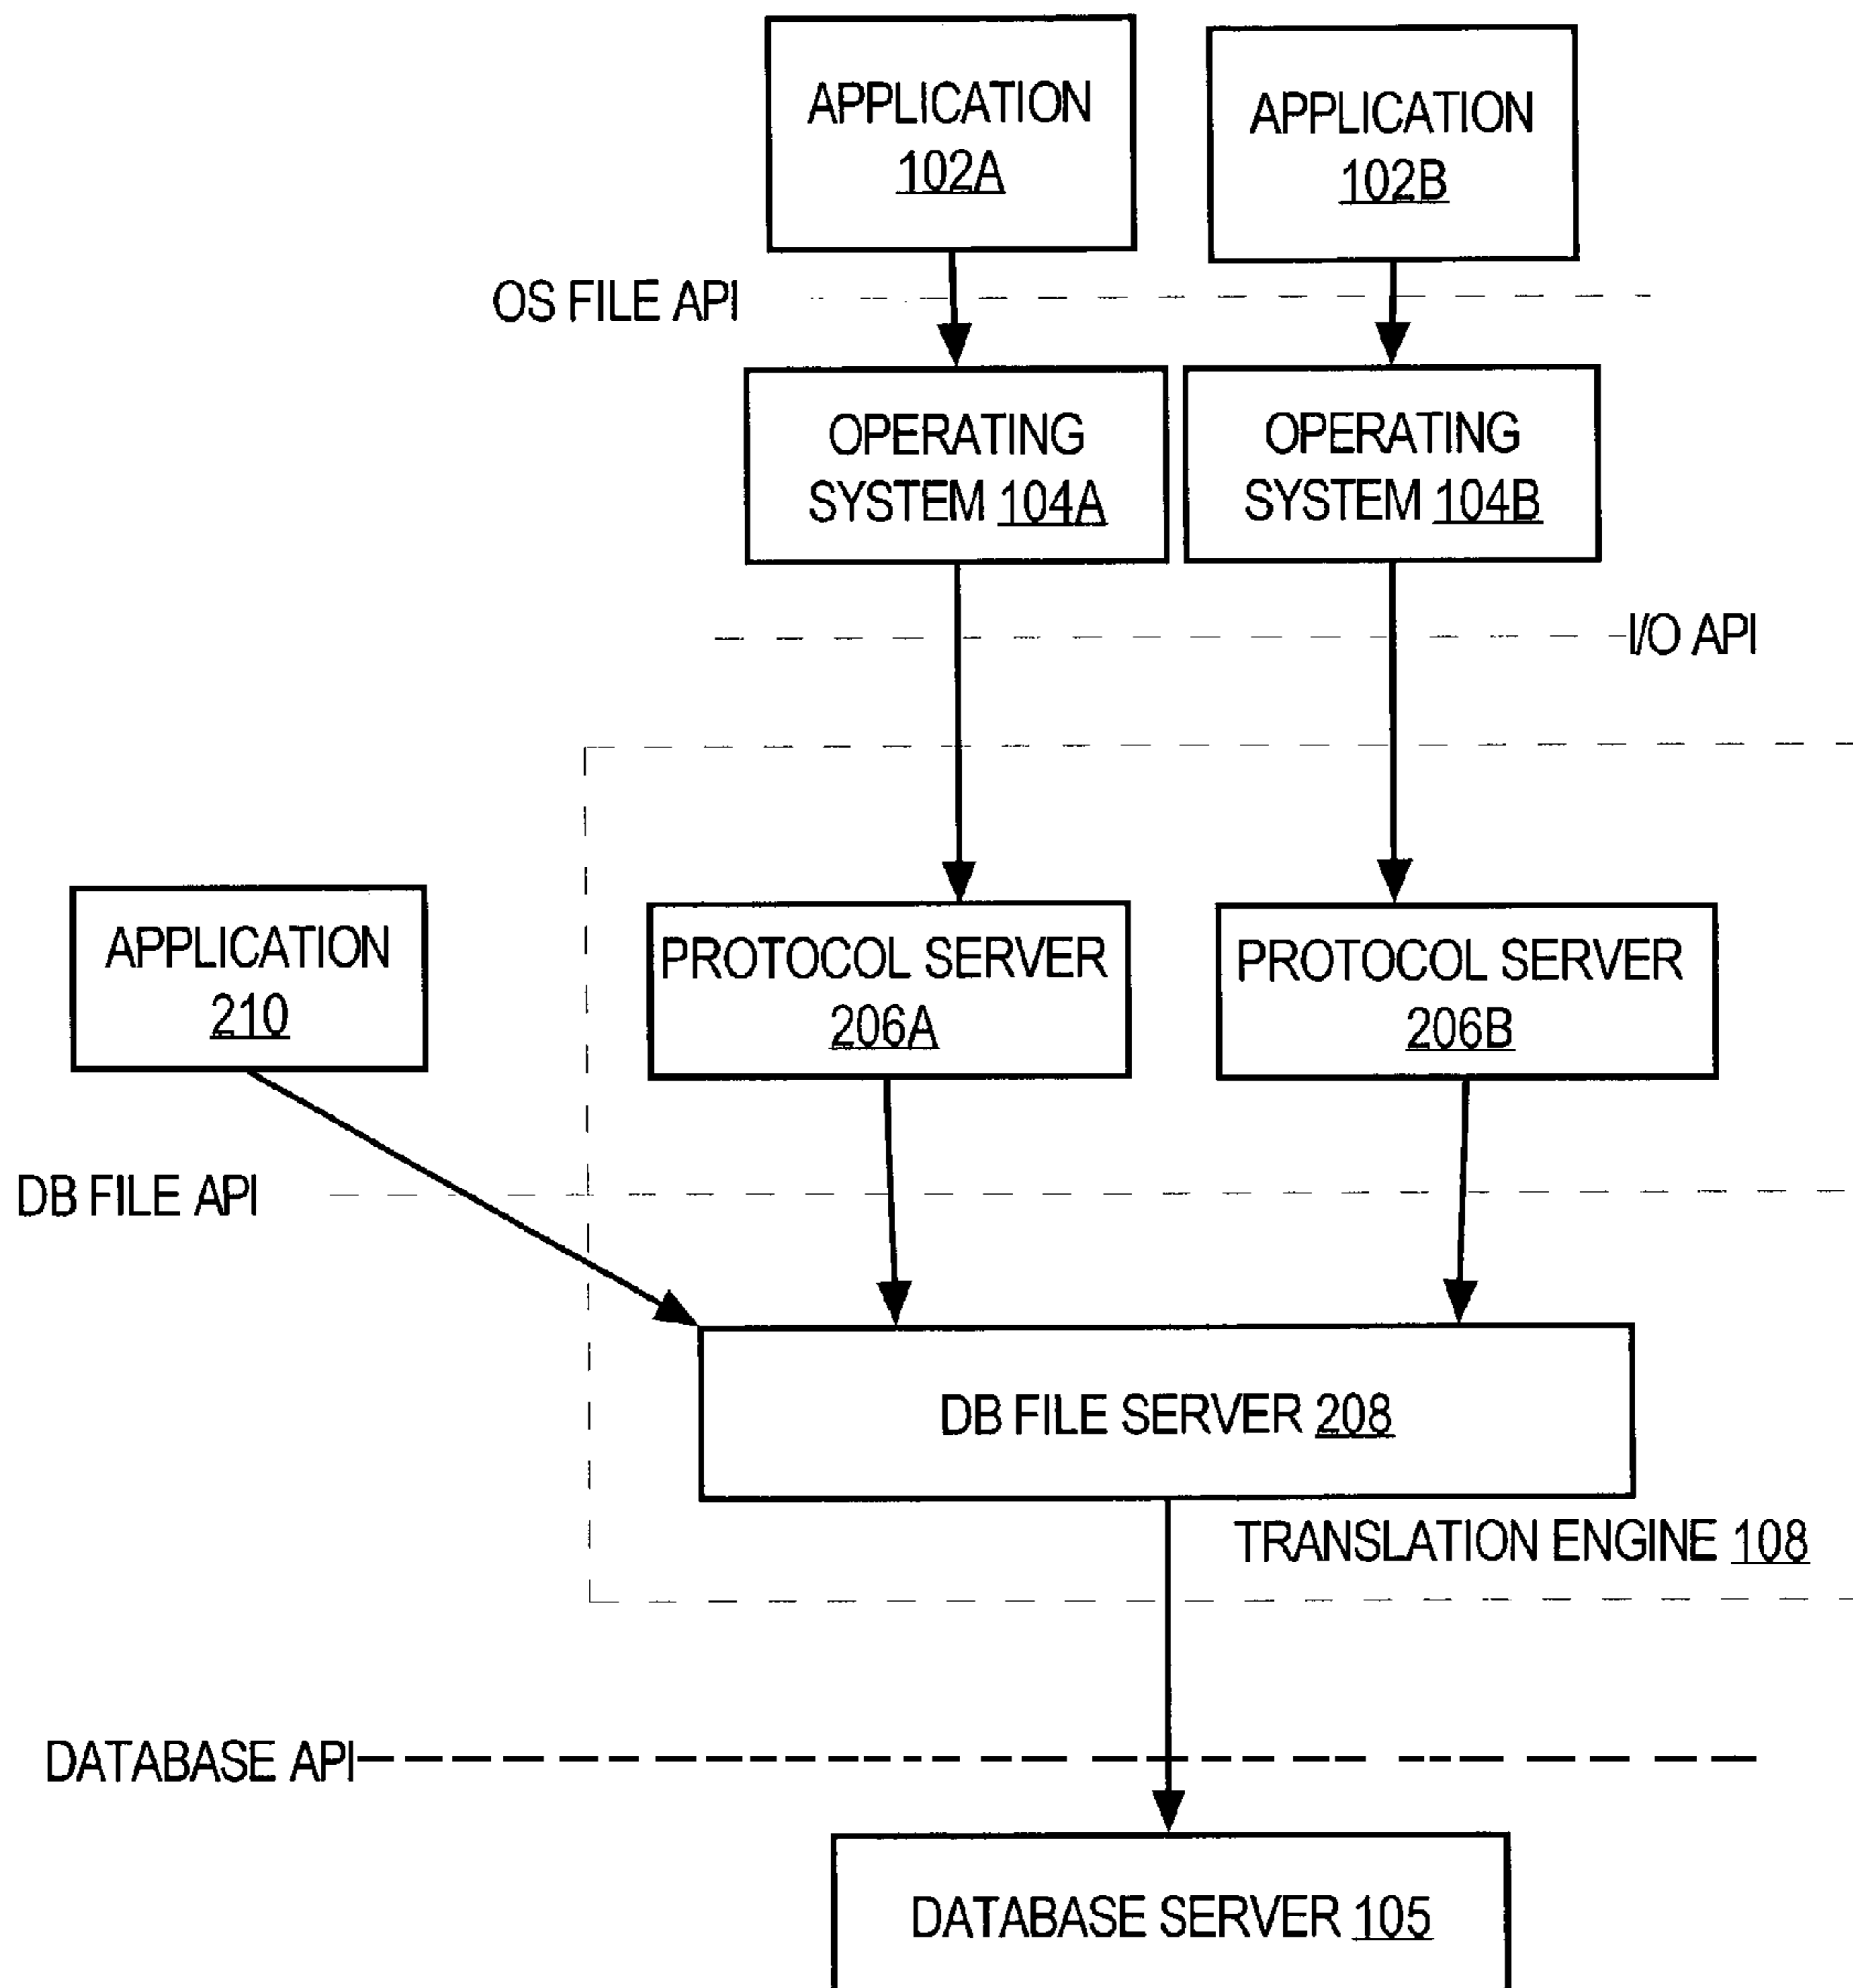 APPLICATION
102A
APPLICATION
102B
OS FILE API
OPERATING
SYSTEM 104A
OPERATING
SYSTEM 104B
I/O API
APPLICATION
210
PROTOCOL SERVER
206A
PROTOCOL SERVER
206B
DB FILE API
DB FILE SERVER 208
TRANSLATION ENGINE 108
DATABASE API
DATABASE SERVER 105